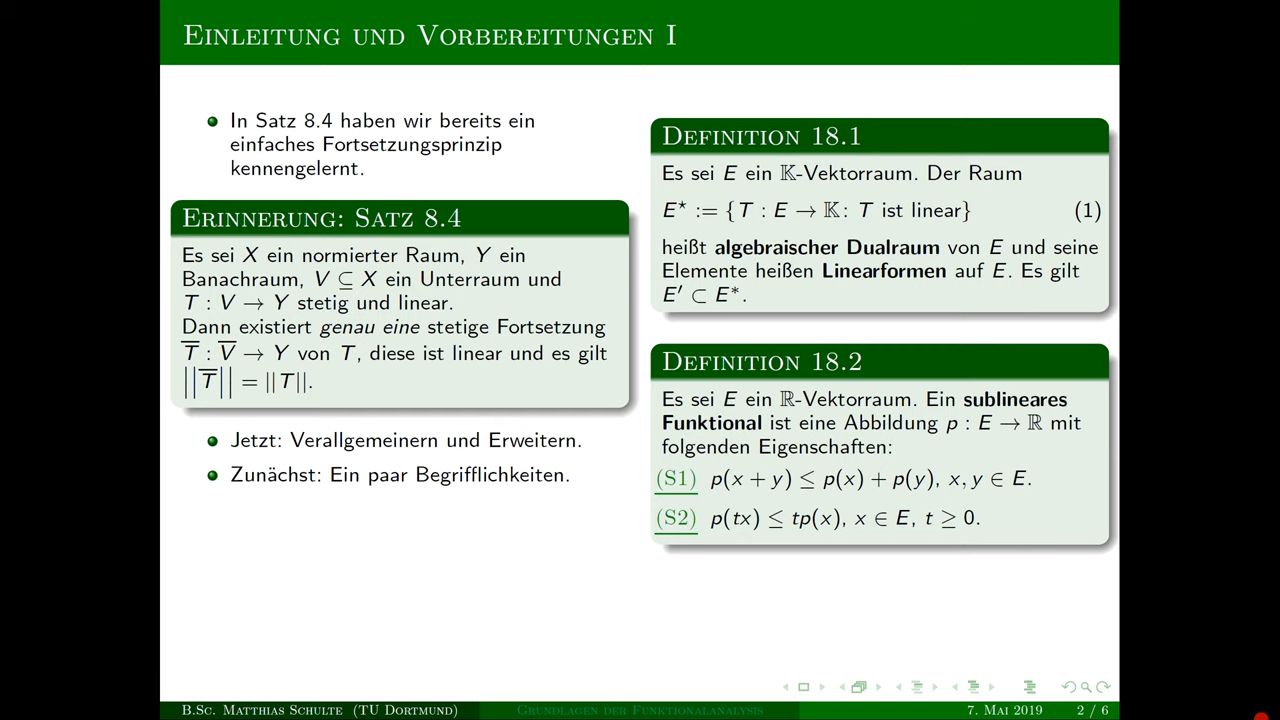 Einleitung und Vorbereitungen I
In Satz 8.4 haben wir bereits ein
einfaches Fortsetzungsprinzip
kennengelernt.
Erinnerung: Satz 8.4
Es sei X ein normierter Raum, Y ein
Banachraum, V ⊆ X ein Unterraum und
T : V → Y stetig und linear.
Dann existiert genau eine stetige Fortsetzung
T̅ : V̅ → Y von T, diese ist linear und es gilt
||T̅|| = ||T||.
Jetzt: Verallgemeinern und Erweitern.
Zunächst: Ein paar Begrifflichkeiten.
Definition 18.1
Es sei E ein 𝕂-Vektorraum. Der Raum
E⋆ := {T : E → 𝕂: T ist linear} (1)
heißt algebraischer Dualraum von E und seine
Elemente heißen Linearformen auf E. Es gilt
E′ ⊂ E*.
Definition 18.2
Es sei E ein ℝ-Vektorraum. Ein sublineares
Funktional ist eine Abbildung p : E → ℝ mit
folgenden Eigenschaften:
(S1) p(x + y) ≤ p(x) + p(y), x, y ∈ E.
(S2) p(tx) ≤ tp(x), x ∈ E, t ≥ 0.
B.Sc. Matthias Schulte (TU Dortmund) Grundlagen der Funktionalanalysis 7. Mai 2019 2 / 6